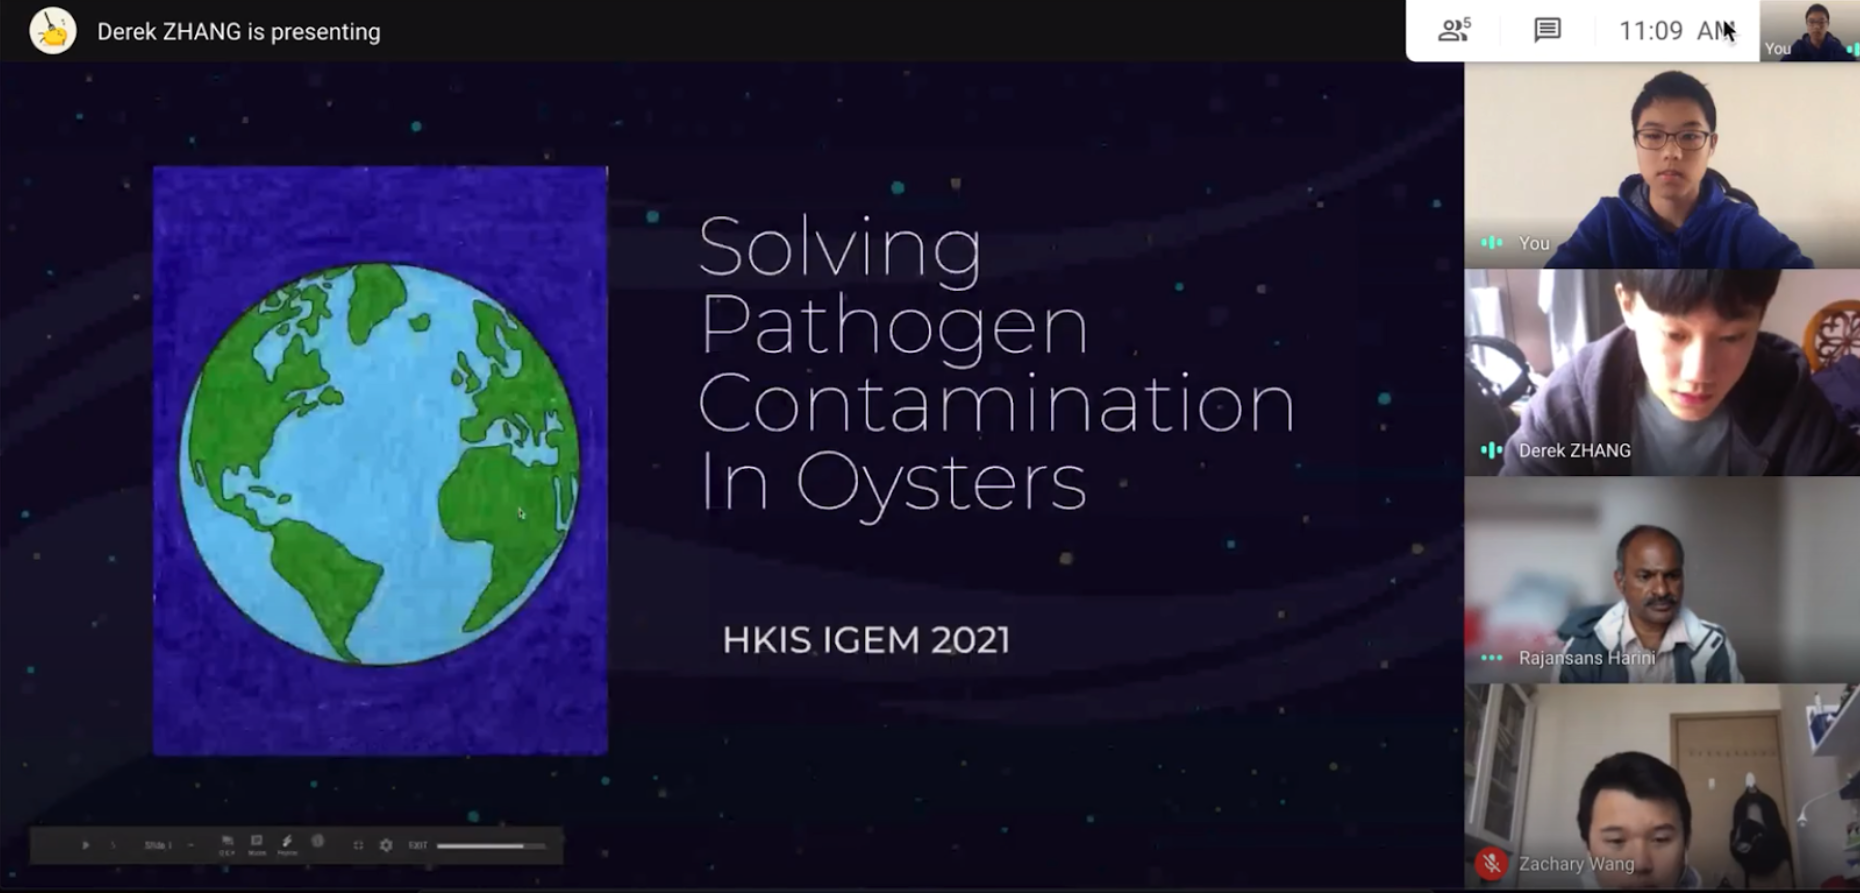 Derek ZHANG is presenting
5
11:09 AM
You
Solving
Pathogen
Contamination
In Oysters
HKIS IGEM 2021
You
Derek ZHANG
Rajansans Harini
Zachary Wang
Slide 1
EXIT